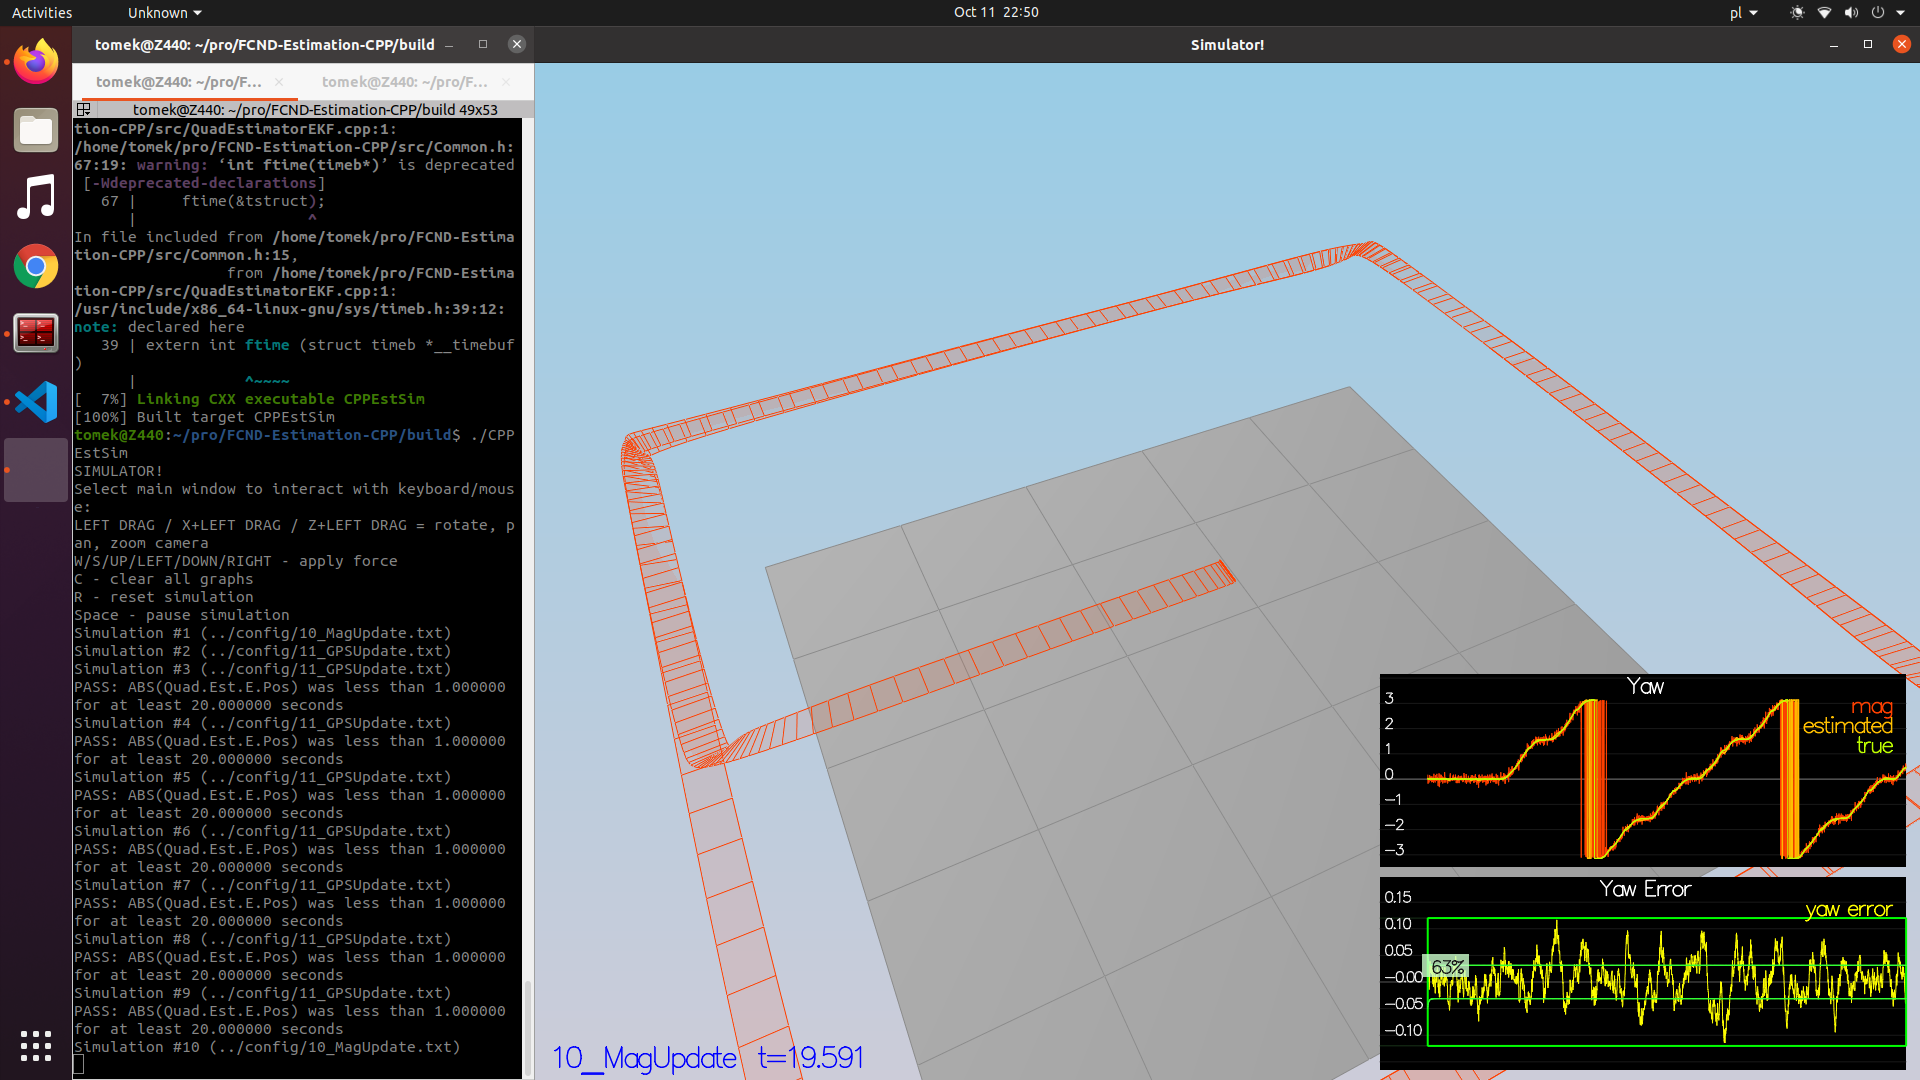 Activities
Unknown
Oct 11 22:50
pl
tomek@Z440: ~/pro/FCND-Estimation-CPP/build
Simulator!
tomek@Z440: ~/pro/F...
tomek@Z440: ~/pro/F...
tomek@Z440: ~/pro/FCND-Estimation-CPP/build 49x53
tion-CPP/src/QuadEstimatorEKF.cpp:1:
/home/tomek/pro/FCND-Estimation-CPP/src/Common.h:
67:19: warning: ‘int ftime(timeb*)’ is deprecated
[-Wdeprecated-declarations]
67 | ftime(&tstruct);
| ^
In file included from /home/tomek/pro/FCND-Estima
tion-CPP/src/Common.h:15,
from /home/tomek/pro/FCND-Estima
tion-CPP/src/QuadEstimatorEKF.cpp:1:
/usr/include/x86_64-linux-gnu/sys/timeb.h:39:12:
note: declared here
39 | extern int ftime (struct timeb *__timebuf
)
| ^~~~~
[  7%] Linking CXX executable CPPEstSim
[100%] Built target CPPEstSim
tomek@Z440:~/pro/FCND-Estimation-CPP/build$ ./CPP
EstSim
SIMULATOR!
Select main window to interact with keyboard/mous
e:
LEFT DRAG / X+LEFT DRAG / Z+LEFT DRAG = rotate, p
an, zoom camera
W/S/UP/LEFT/DOWN/RIGHT - apply force
C - clear all graphs
R - reset simulation
Space - pause simulation
Simulation #1 (../config/10_MagUpdate.txt)
Simulation #2 (../config/11_GPSUpdate.txt)
Simulation #3 (../config/11_GPSUpdate.txt)
PASS: ABS(Quad.Est.E.Pos) was less than 1.000000
for at least 20.000000 seconds
Simulation #4 (../config/11_GPSUpdate.txt)
PASS: ABS(Quad.Est.E.Pos) was less than 1.000000
for at least 20.000000 seconds
Simulation #5 (../config/11_GPSUpdate.txt)
PASS: ABS(Quad.Est.E.Pos) was less than 1.000000
for at least 20.000000 seconds
Simulation #6 (../config/11_GPSUpdate.txt)
PASS: ABS(Quad.Est.E.Pos) was less than 1.000000
for at least 20.000000 seconds
Simulation #7 (../config/11_GPSUpdate.txt)
PASS: ABS(Quad.Est.E.Pos) was less than 1.000000
for at least 20.000000 seconds
Simulation #8 (../config/11_GPSUpdate.txt)
PASS: ABS(Quad.Est.E.Pos) was less than 1.000000
for at least 20.000000 seconds
Simulation #9 (../config/11_GPSUpdate.txt)
PASS: ABS(Quad.Est.E.Pos) was less than 1.000000
for at least 20.000000 seconds
Simulation #10 (../config/10_MagUpdate.txt)
10_MagUpdate t=19.591
Yaw
mag
estimated
true
3
2
1
0
-1
-2
-3
Yaw Error
yaw error
0.15
0.10
0.05
-0.00
-0.05
-0.10
63%